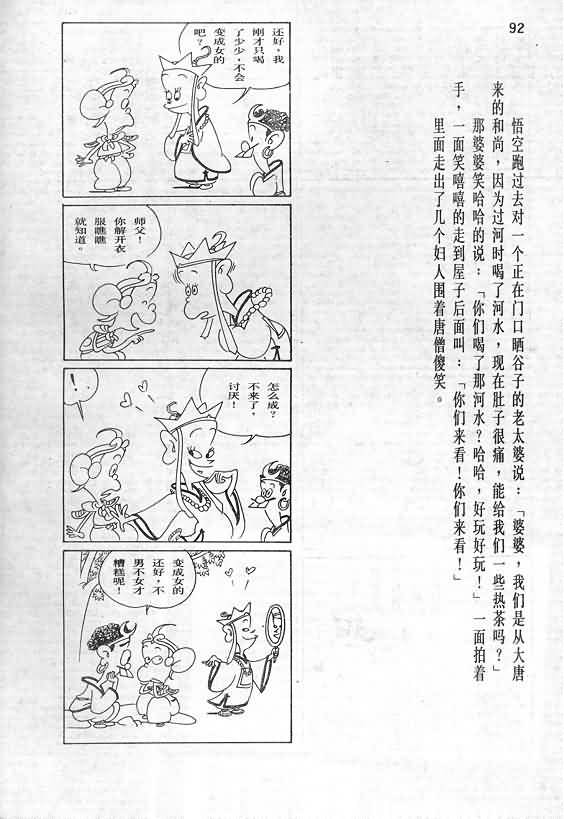 92
悟空跑过去对一个正在门口晒谷子的老太婆说：「婆婆，我们是从大唐
来的和尚，因为过河时喝了河水，现在肚子很痛，能给我们一些热茶吗？」
那婆婆笑哈哈的说：「你们喝了那河水？哈哈，好玩好玩！」一面拍着
手，一面笑嘻嘻的走到屋子后面叫：「你们来看！你们来看！」
里面走出了几个妇人围着唐僧傻笑。
还好，我
刚才只喝
了少少，不会
变成女的
吧？
师父！
你解开衣
服瞧瞧
就知道。
怎么成？
不来了，
讨厌！
！
变成女的
还好，不
男不女才
糟糕呢！